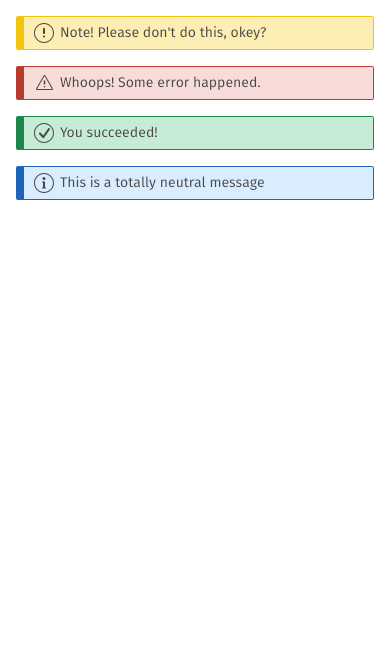 Note! Please don't do this, okey?
Whoops! Some error happened.
You succeeded!
This is a totally neutral message